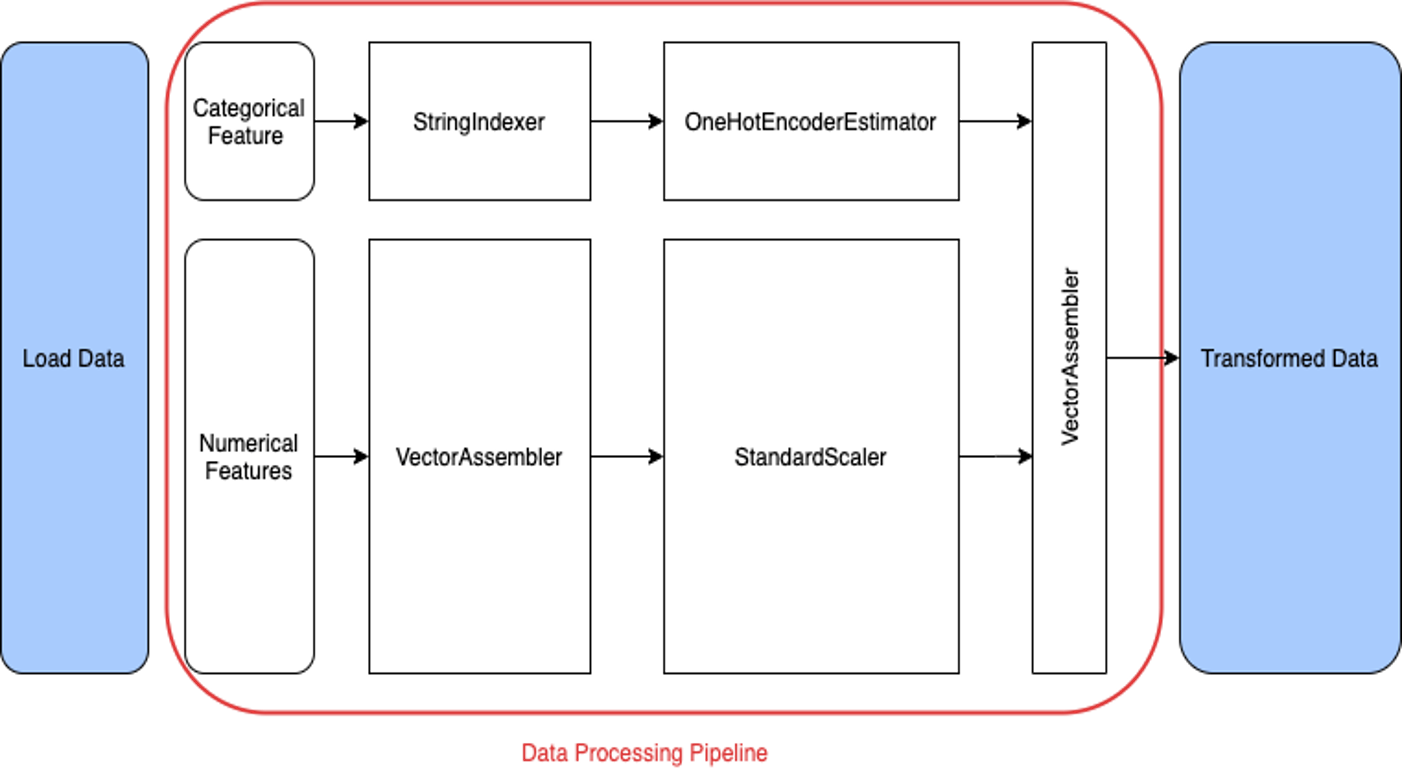 Load Data
Categorical
Feature
StringIndexer
OneHotEncoderEstimator
Numerical
Features
VectorAssembler
StandardScaler
VectorAssembler
Transformed Data
Data Processing Pipeline